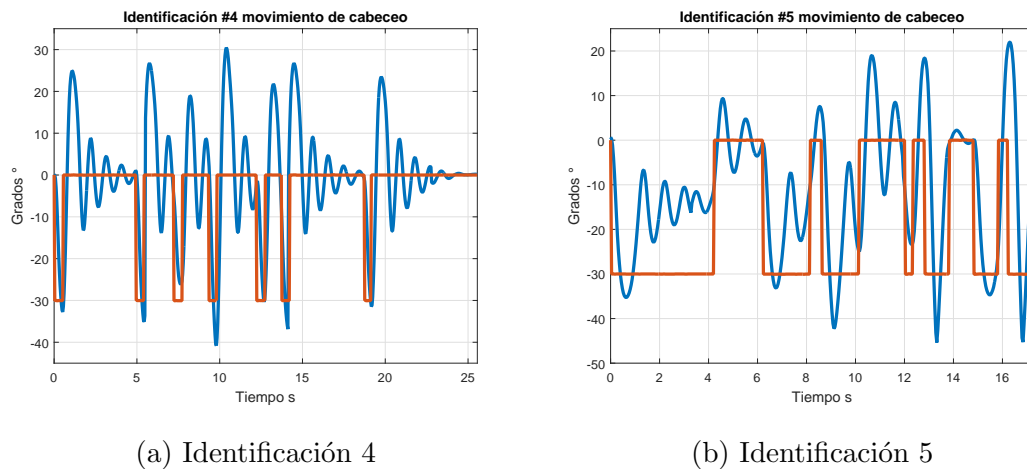 Identificación #4 movimiento de cabeceo
30
20
10
0
-10
-20
-30
-40
Grados °
0 5 10 15 20 25
Tiempo s
(a) Identificación 4
Identificación #5 movimiento de cabeceo
20
10
0
-10
-20
-30
-40
-50
Grados °
0 2 4 6 8 10 12 14 16
Tiempo s
(b) Identificación 5